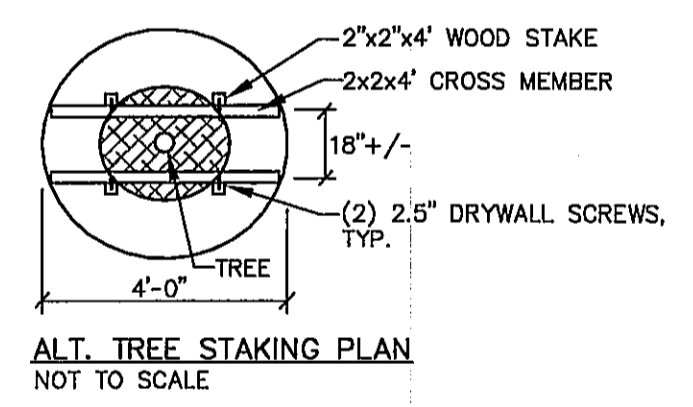 2"x2"x4' WOOD STAKE
2x2x4' CROSS MEMBER
18"+/-
(2) 2.5" DRYWALL SCREWS,
TYP.
TREE
4'-0"
ALT. TREE STAKING PLAN
NOT TO SCALE